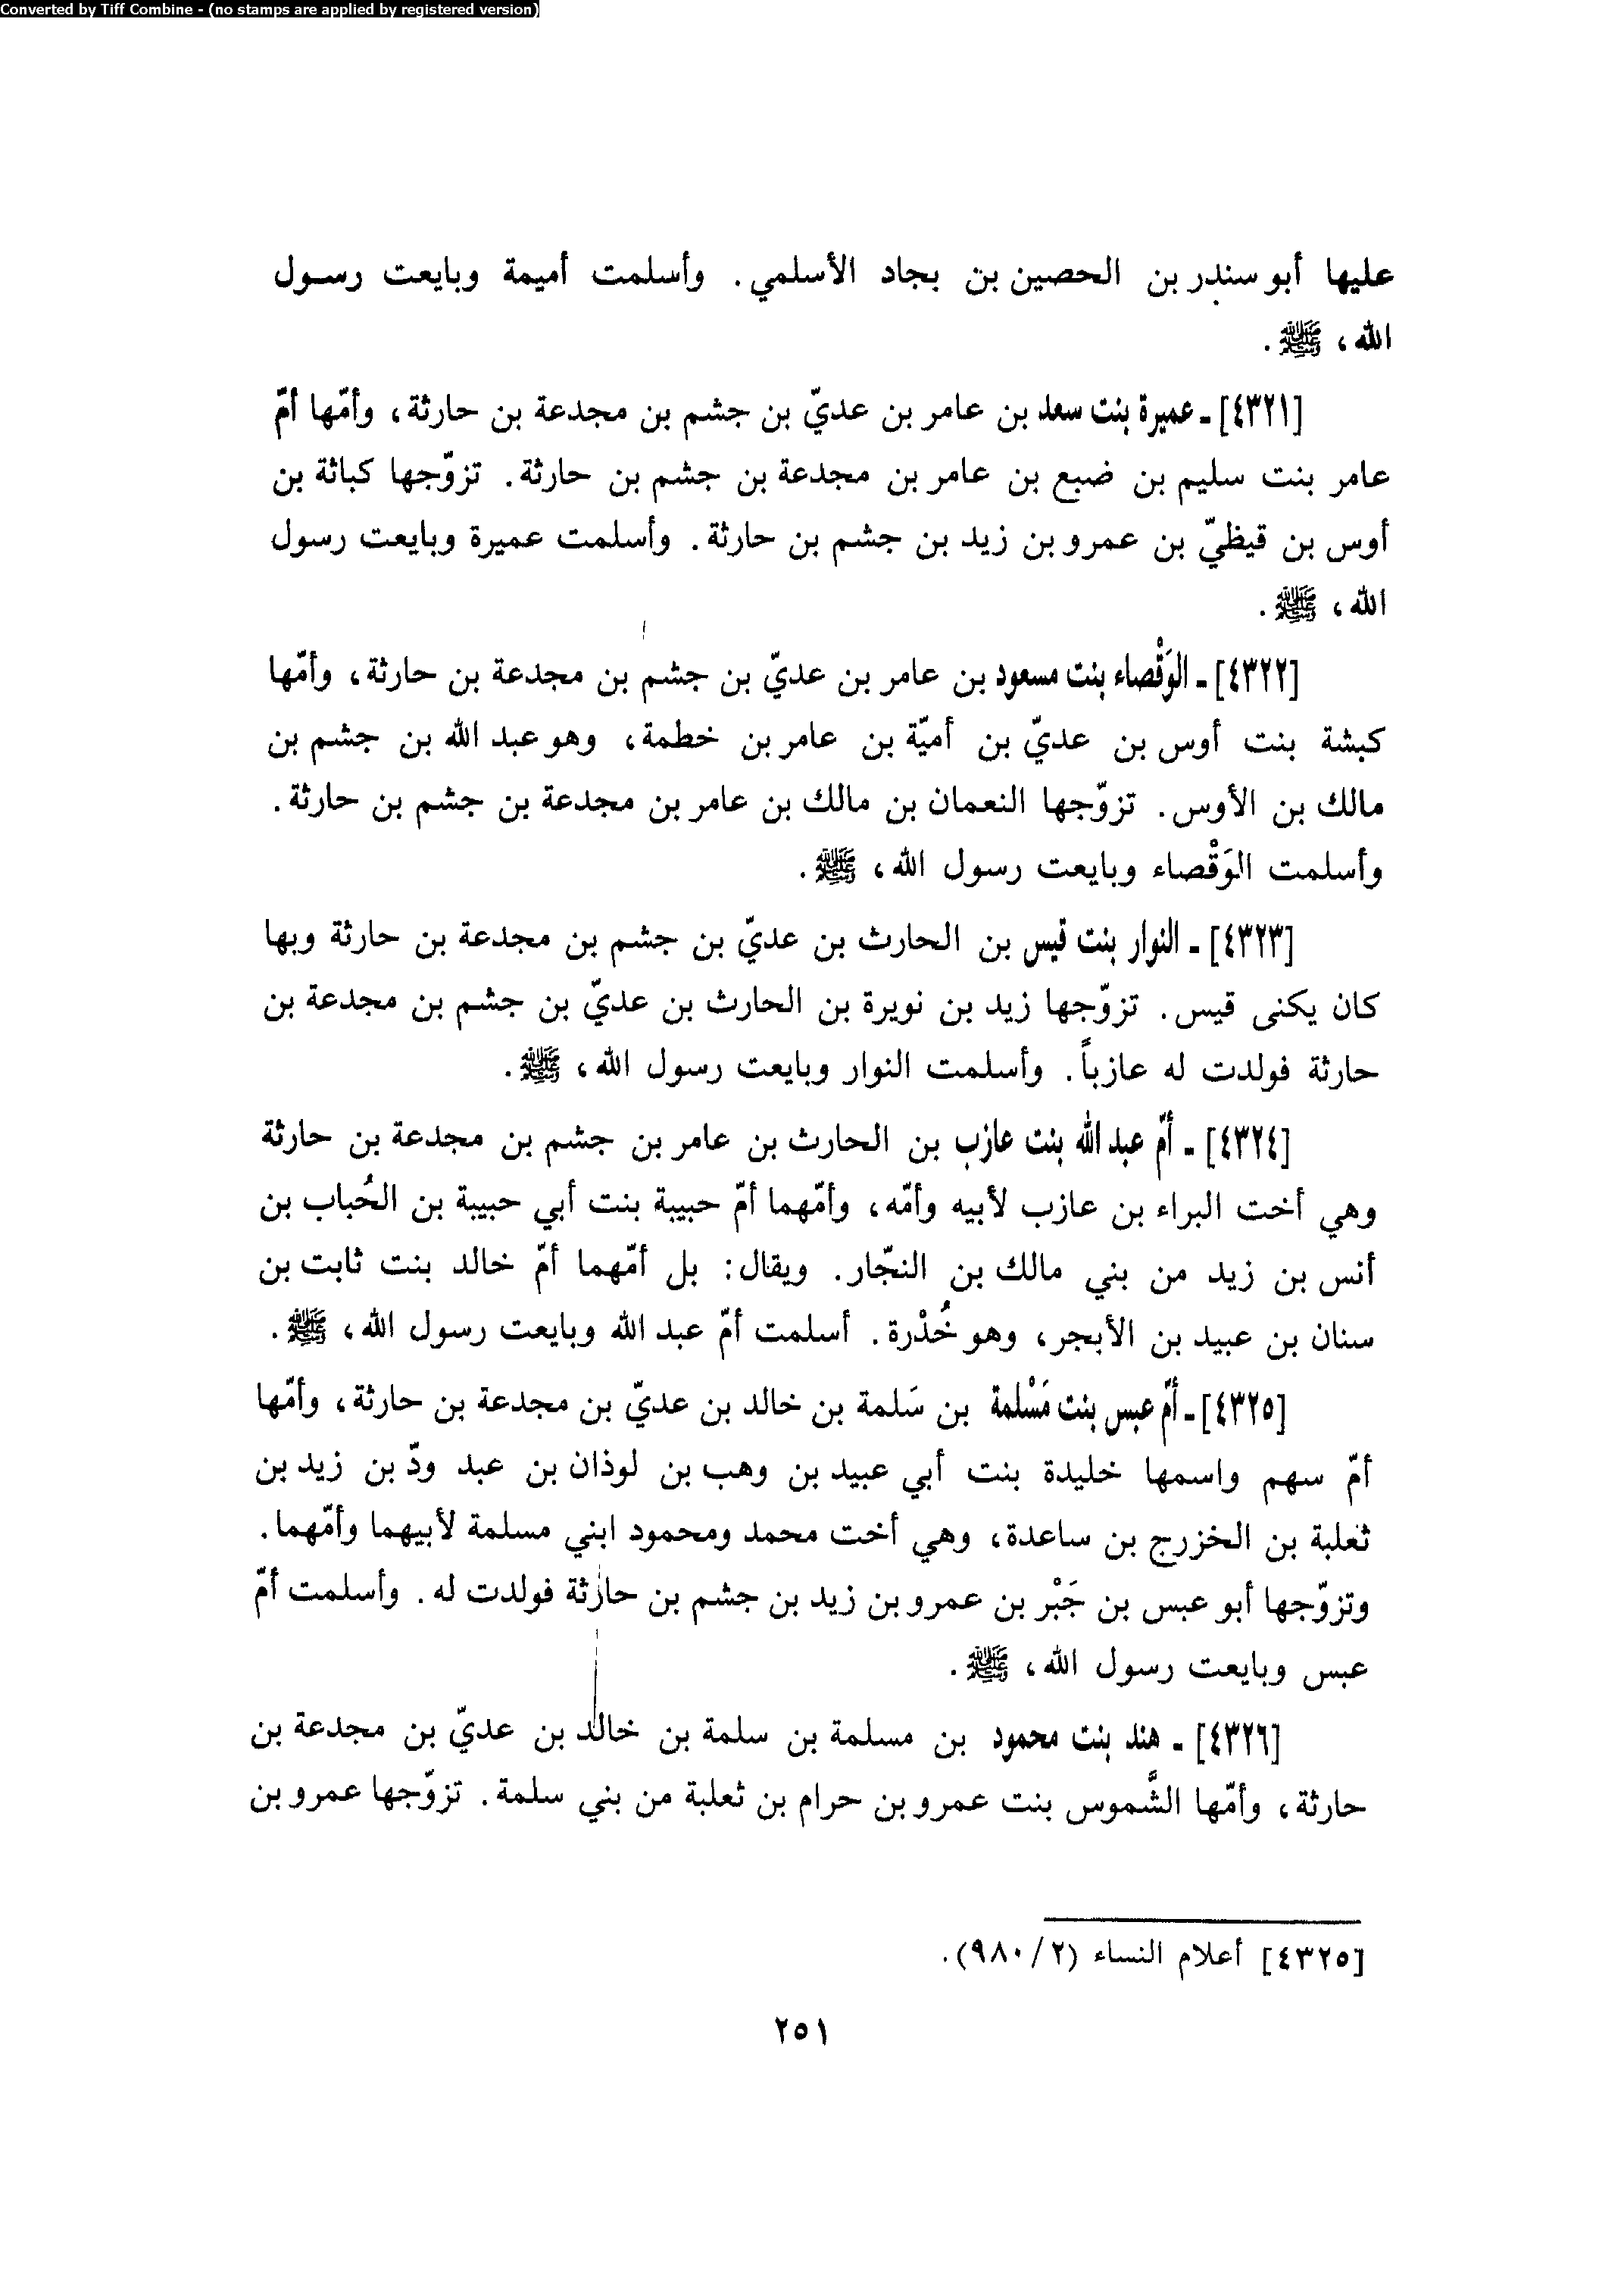 Converted by Tiff Combine - (no stamps are applied by registered version)
عليها أبو سندر بن الحصين بن بجاد الأسلمي. وأسلمت أميمة وبايعت رسول
الله، ﷺ.
[٤٣٢١] - عميرة بنت سعد بن عامر بن عديّ بن جشم بن مجدعة بن حارثة، وأمّها أمّ
عامر بنت سليم بن ضبع بن عامر بن مجدعة بن جشم بن حارثة. تزوّجها كباثة بن
أوس بن قيظيّ بن عمرو بن زيد بن جشم بن حارثة. وأسلمت عميرة وبايعت رسول
الله، ﷺ.
[٤٣٢٢] - الوَقْصاء بنت مسعود بن عامر بن عديّ بن جشم بن مجدعة بن حارثة، وأمّها
كبشة بنت أوس بن عديّ بن أميّة بن عامر بن خطمة، وهو عبد الله بن جشم بن
مالك بن الأوس. تزوّجها النعمان بن مالك بن عامر بن مجدعة بن جشم بن حارثة.
وأسلمت الوَقْصاء وبايعت رسول الله، ﷺ.
[٤٣٢٣] - النوار بنت قيس بن الحارث بن عديّ بن جشم بن مجدعة بن حارثة وبها
كان يكنى قيس. تزوّجها زيد بن نويرة بن الحارث بن عديّ بن جشم بن مجدعة بن
حارثة فولدت له عازباً. وأسلمت النوار وبايعت رسول الله، ﷺ.
[٤٣٢٤] - أمّ عبد الله بنت عازب بن الحارث بن عامر بن جشم بن مجدعة بن حارثة
وهي أخت البراء بن عازب لأبيه وأمّه، وأمّهما أمّ حبيبة بنت أبي حبيبة بن الحُباب بن
أنس بن زيد من بني مالك بن النجّار. ويقال: بل أمّهما أمّ خالد بنت ثابت بن
سنان بن عبيد بن الأبجر، وهو خُدْرة. أسلمت أمّ عبد الله وبايعت رسول الله، ﷺ.
[٤٣٢٥] - أمّ عبس بنت مَسْلمة بن سَلمة بن خالد بن عديّ بن مجدعة بن حارثة، وأمّها
أمّ سهم واسمها خليدة بنت أبي عبيد بن وهب بن لوذان بن عبد ودّ بن زيد بن
ثعلبة بن الخزرج بن ساعدة، وهي أخت محمد ومحمود ابني مسلمة لأبيهما وأمّهما.
وتزوّجها أبو عبس بن جَبْر بن عمرو بن زيد بن جشم بن حارثة فولدت له. وأسلمت أمّ
عبس وبايعت رسول الله، ﷺ.
[٤٣٢٦] - هند بنت محمود بن مسلمة بن سلمة بن خالد بن عديّ بن مجدعة بن
حارثة، وأمّها الشَّموس بنت عمرو بن حرام بن ثعلبة من بني سلمة. تزوّجها عمرو بن
[٤٣٢٥] أعلام النساء (٢/ ٩٨٠).
٢٥١